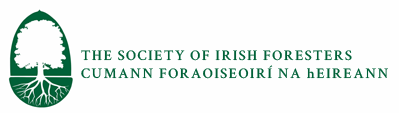 THE SOCIETY OF IRISH FORESTERS
CUMANN FORAOISEOIRÍ NA hEIREANN